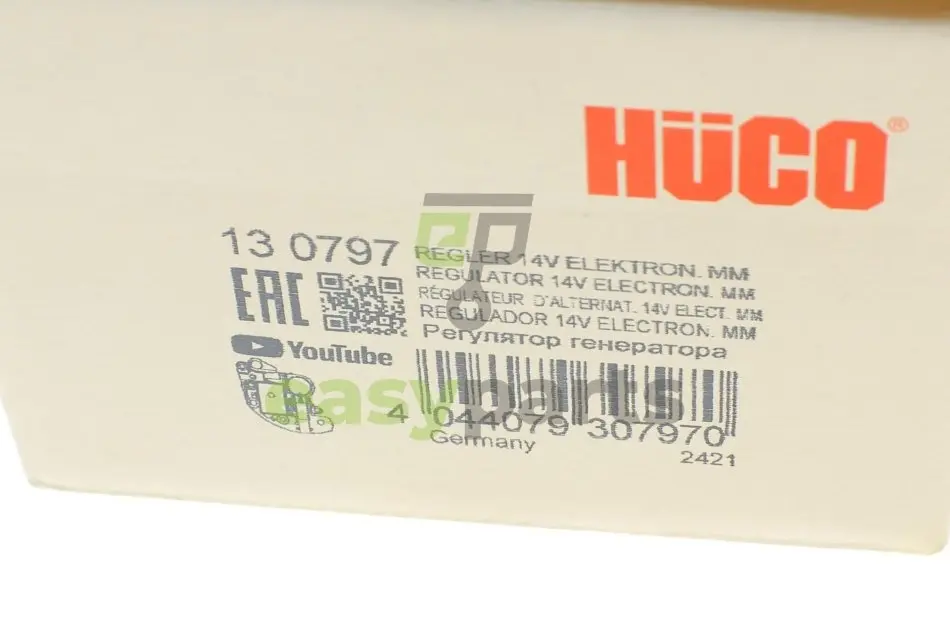 HÜCO®
13 0797
REGLER 14V ELEKTRON. MM
REGULATOR 14V ELECTRON. MM
RÉGULATEUR D'ALTERNAT. 14V ELECT. MM
REGULADOR 14V ELECTRON. MM
Регулятор генератора
EAC
YouTube
4 044079 307970
Germany
2421
ep
easyparts